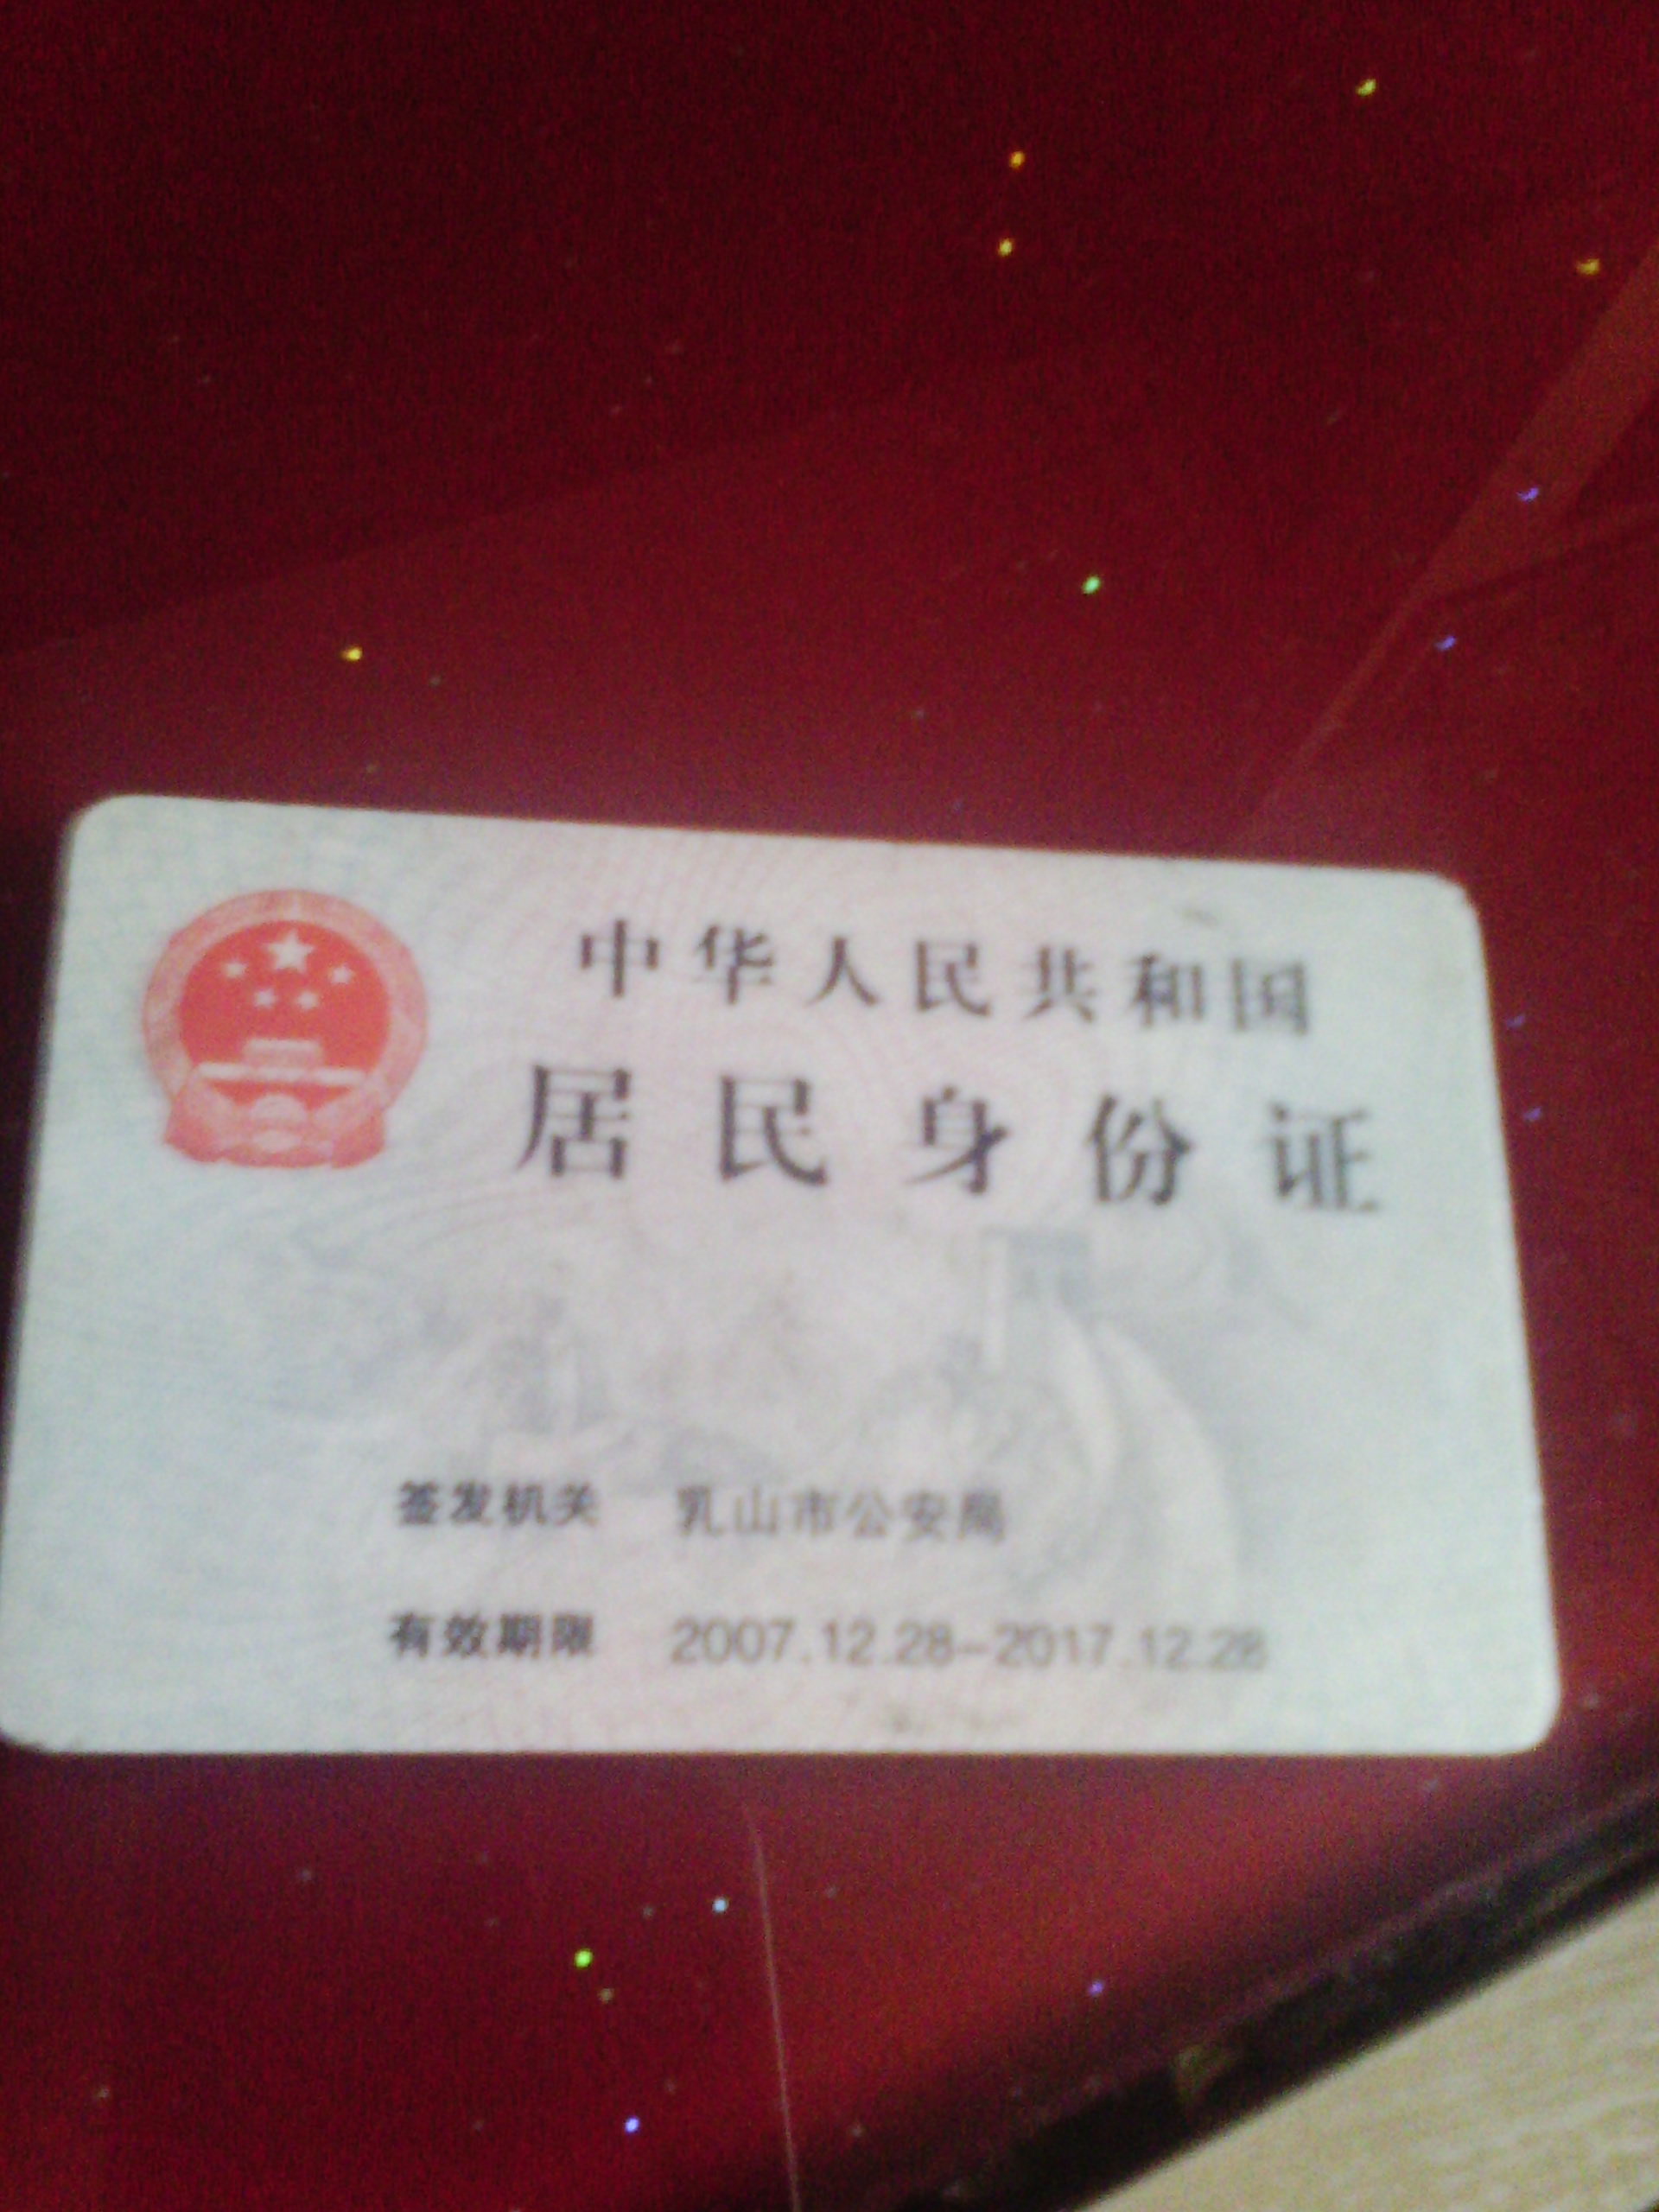 中华人民共和国
居民身份证
签发机关 乳山市公安局
有效期限 2007.12.28-2017.12.28